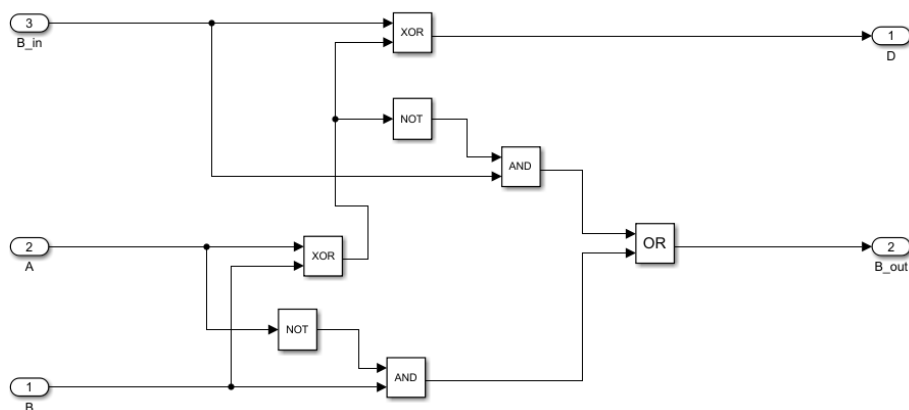 3
B_in
XOR
1
D
NOT
AND
2
A
XOR
OR
2
B_out
NOT
1
B
AND